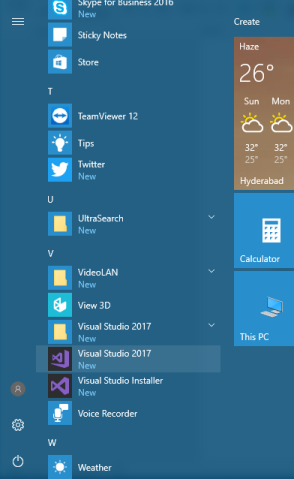 Skype for Business 2016
New
Sticky Notes
Store
T
TeamViewer 12
Tips
Twitter
New
U
UltraSearch
New
V
VideoLAN
New
View 3D
Visual Studio 2017
New
Visual Studio 2017
New
Visual Studio Installer
New
Voice Recorder
W
Weather
Create
Haze
26°
Sun Mon
32° 32°
25° 25°
Hyderabad
Calculator
This PC